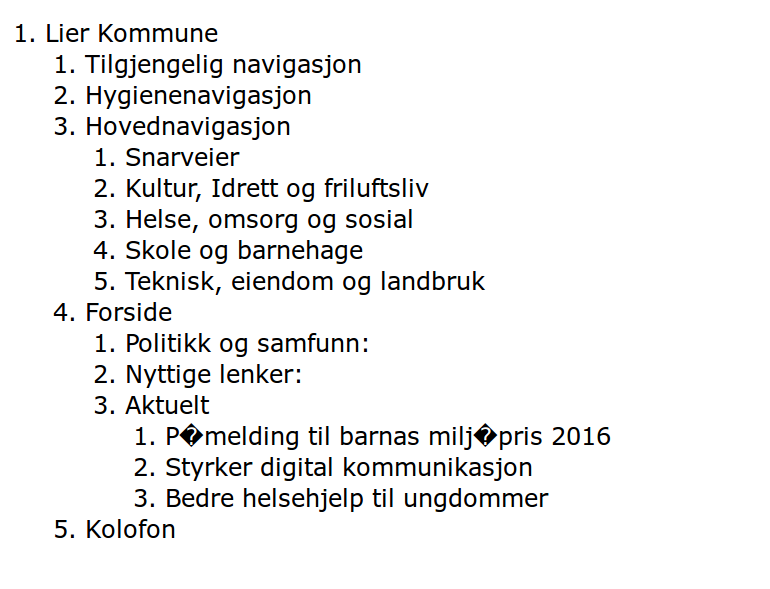 1. Lier Kommune
1. Tilgjengelig navigasjon
2. Hygienenavigasjon
3. Hovednavigasjon
1. Snarveier
2. Kultur, Idrett og friluftsliv
3. Helse, omsorg og sosial
4. Skole og barnehage
5. Teknisk, eiendom og landbruk
4. Forside
1. Politikk og samfunn:
2. Nyttige lenker:
3. Aktuelt
1. P�melding til barnas milj�pris 2016
2. Styrker digital kommunikasjon
3. Bedre helsehjelp til ungdommer
5. Kolofon